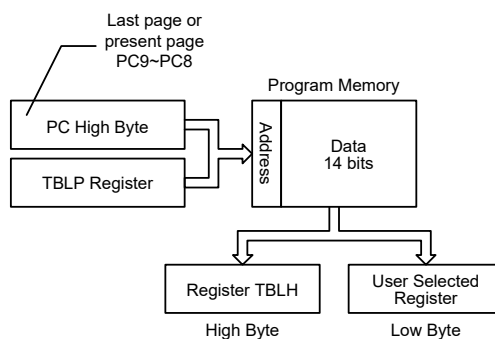 Last page or
present page
PC9~PC8
Program Memory
PC High Byte
TBLP Register
Address
Data
14 bits
Register TBLH
User Selected
Register
High Byte
Low Byte